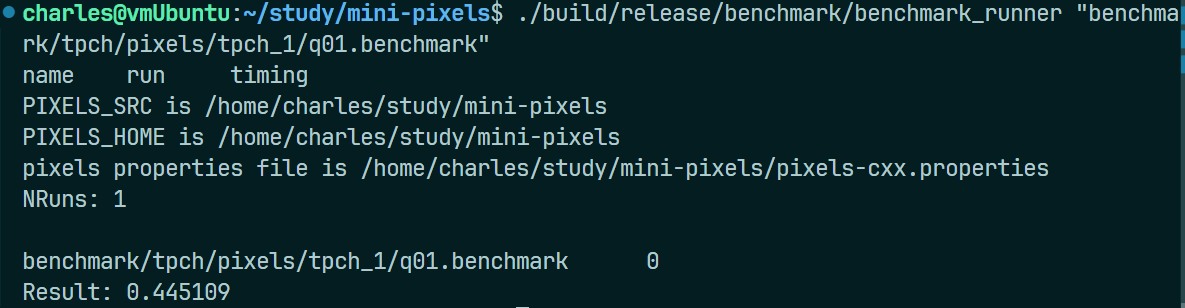 charles@vmUbuntu:~/study/mini-pixels$ ./build/release/benchmark/benchmark_runner "benchma
rk/tpch/pixels/tpch_1/q01.benchmark"
name    run     timing
PIXELS_SRC is /home/charles/study/mini-pixels
PIXELS_HOME is /home/charles/study/mini-pixels
pixels properties file is /home/charles/study/mini-pixels/pixels-cxx.properties
NRuns: 1
benchmark/tpch/pixels/tpch_1/q01.benchmark      0
Result: 0.445109